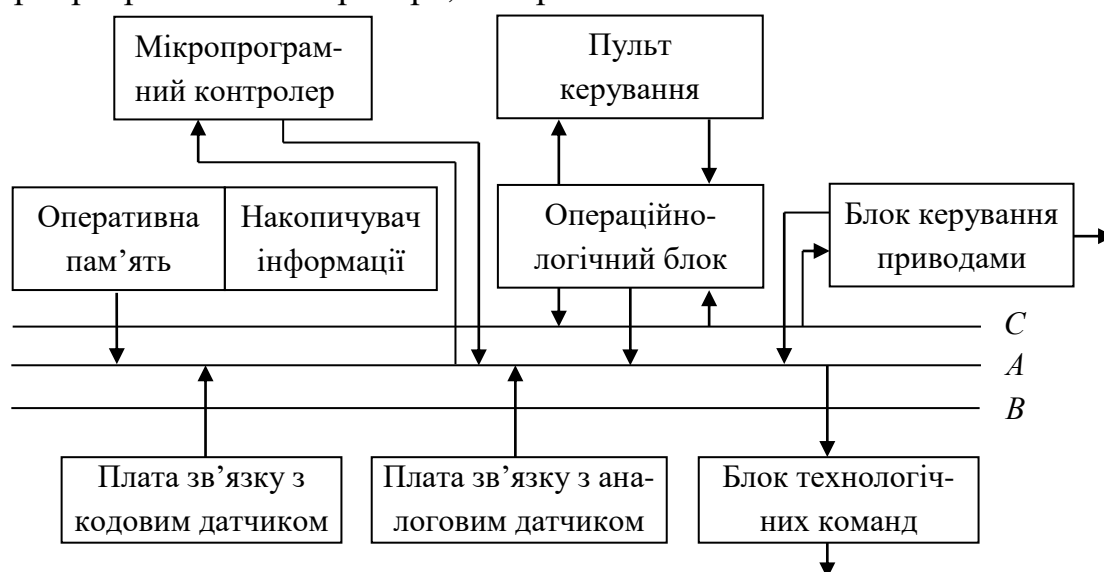 Мікропрограм-
ний контролер
Пульт
керування
Оперативна
пам’ять
Накопичувач
інформації
Операційно-
логічний блок
Блок керування
приводами
C
A
B
Плата зв’язку з
кодовим датчиком
Плата зв’язку з ана-
логовим датчиком
Блок технологіч-
них команд